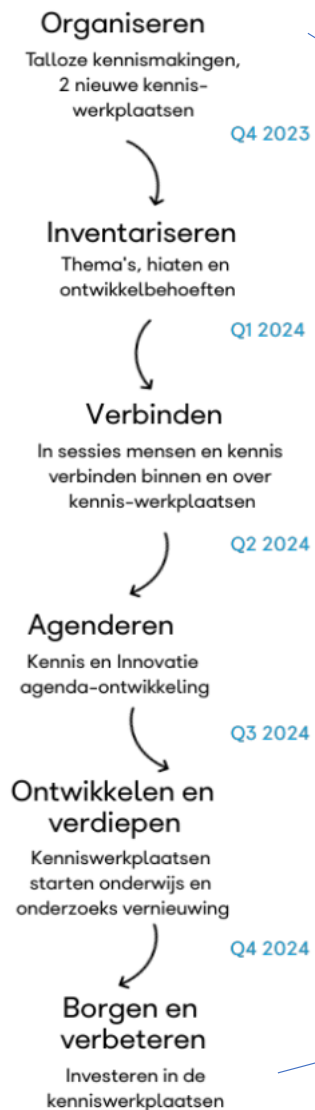 Organiseren
Talloze kennismakingen,
2 nieuwe kennis-
werkplaatsen
Q4 2023
Inventariseren
Thema's, hiaten en
ontwikkelbehoeften
Q1 2024
Verbinden
In sessies mensen en kennis
verbinden binnen en over
kennis-werkplaatsen
Q2 2024
Agenderen
Kennis en Innovatie
agenda-ontwikkeling
Q3 2024
Ontwikkelen en
verdiepen
Kenniswerkplaatsen
starten onderwijs en
onderzoeks vernieuwing
Q4 2024
Borgen en
verbeteren
Investeren in de
kenniswerkplaatsen